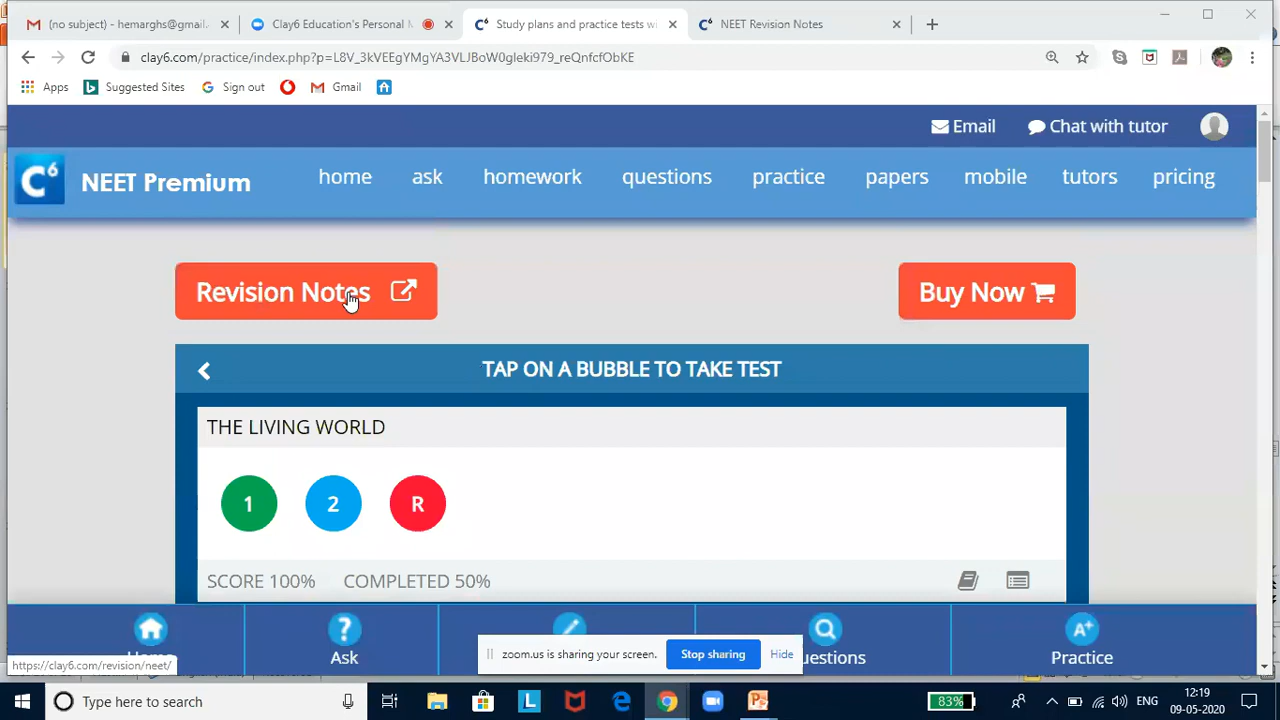 (no subject) - hemarghs@gmail.
Clay6 Education's Personal M
Study plans and practice tests wi
NEET Revision Notes
clay6.com/practice/index.php?p=L8V_3kVEEgYMgYA3VLJBoW0gIeki979_reQnfcfObKE
Apps
Suggested Sites
Sign out
Gmail
Email
Chat with tutor
C6
NEET Premium
home
ask
homework
questions
practice
papers
mobile
tutors
pricing
Revision Notes
Buy Now
TAP ON A BUBBLE TO TAKE TEST
THE LIVING WORLD
1
2
R
SCORE 100%
COMPLETED 50%
Ask
uestions
A+
Practice
https://clay6.com/revision/neet/
zoom.us is sharing your screen.
Stop sharing
Hide
Type here to search
83%
ENG
12:19
09-05-2020